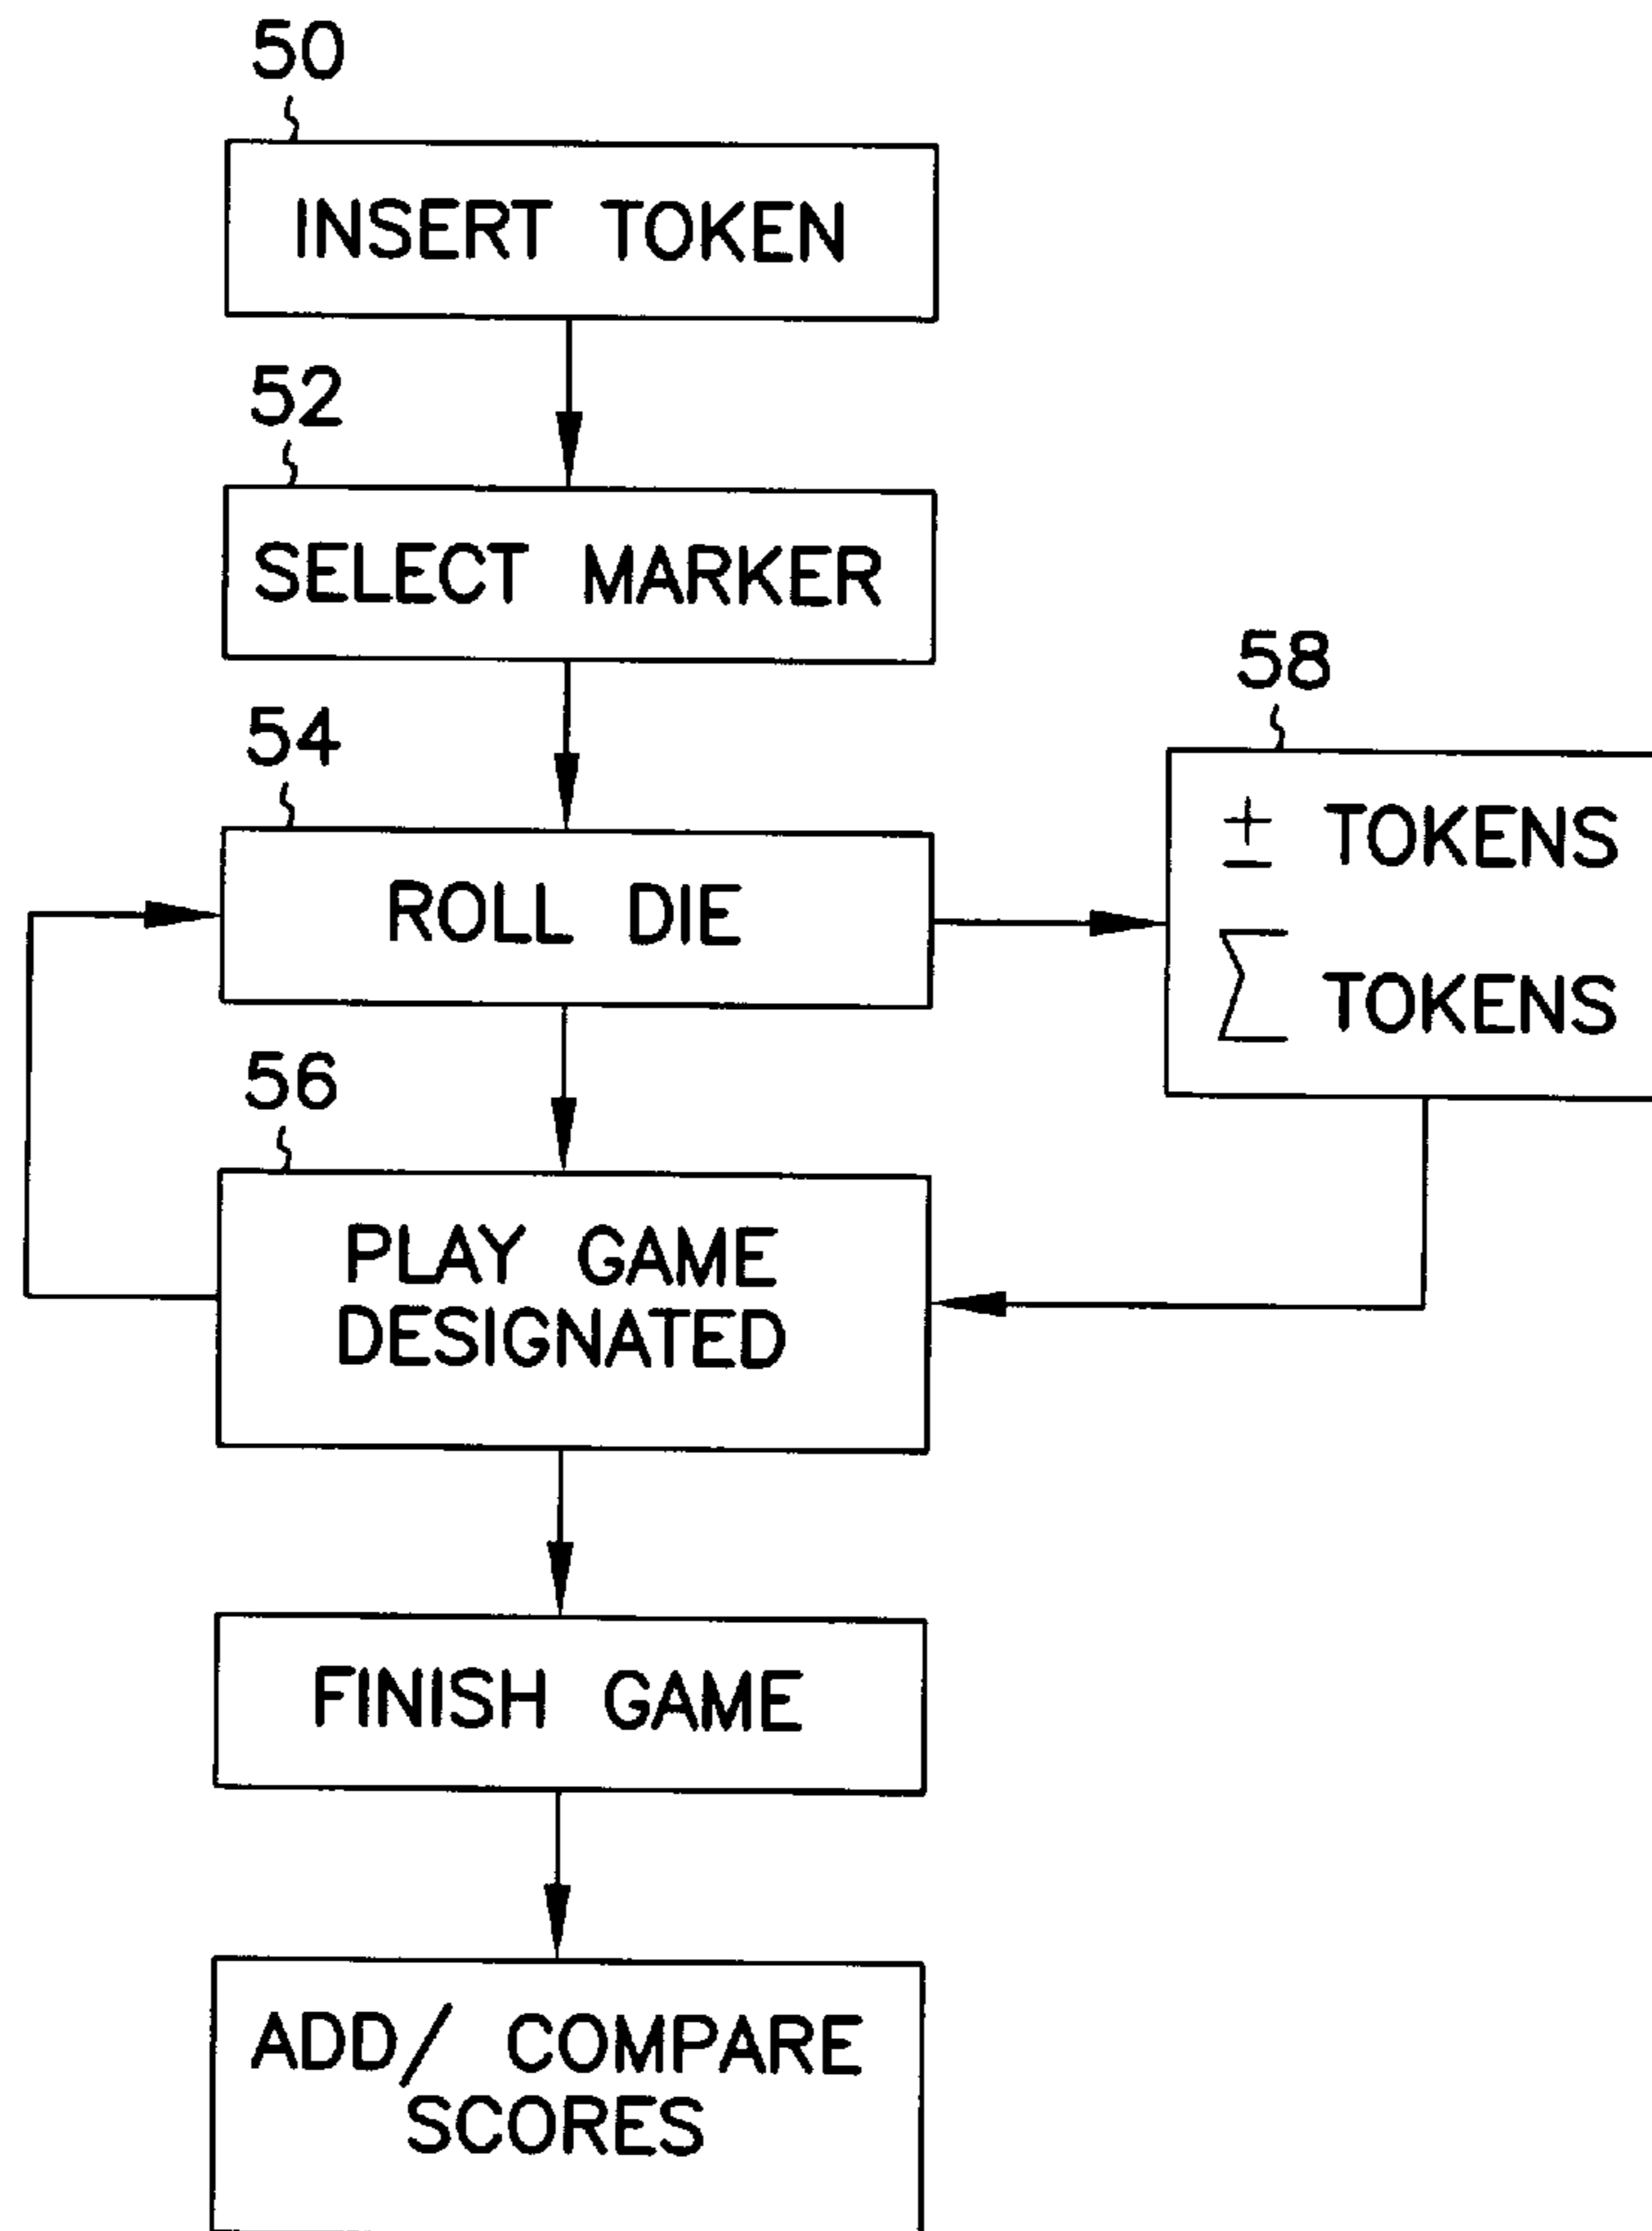 50
INSERT TOKEN
52
SELECT MARKER
54
ROLL DIE
58
± TOKENS
∑ TOKENS
56
PLAY GAME
DESIGNATED
FINISH GAME
ADD/ COMPARE
SCORES